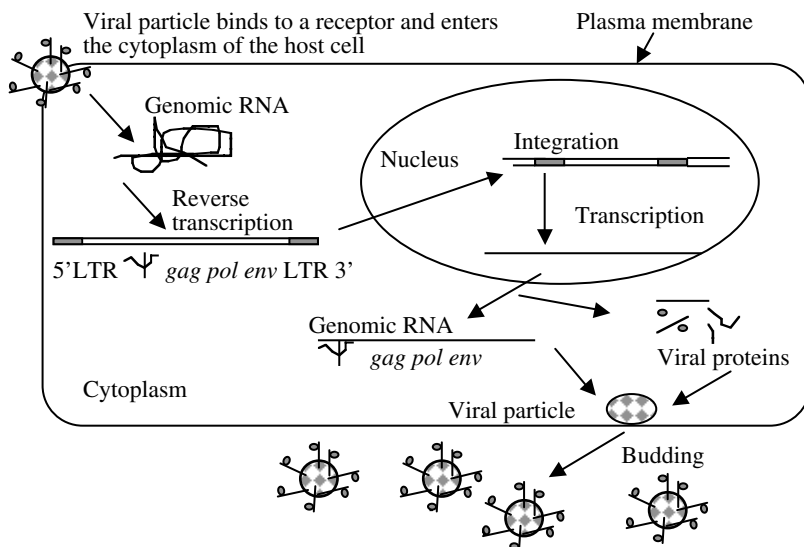 Viral particle binds to a receptor and enters
the cytoplasm of the host cell
Plasma membrane
Genomic RNA
Integration
Nucleus
Reverse
transcription
Transcription
5'LTR gag pol env LTR 3'
Genomic RNA
gag pol env
Viral proteins
Cytoplasm
Viral particle
Budding